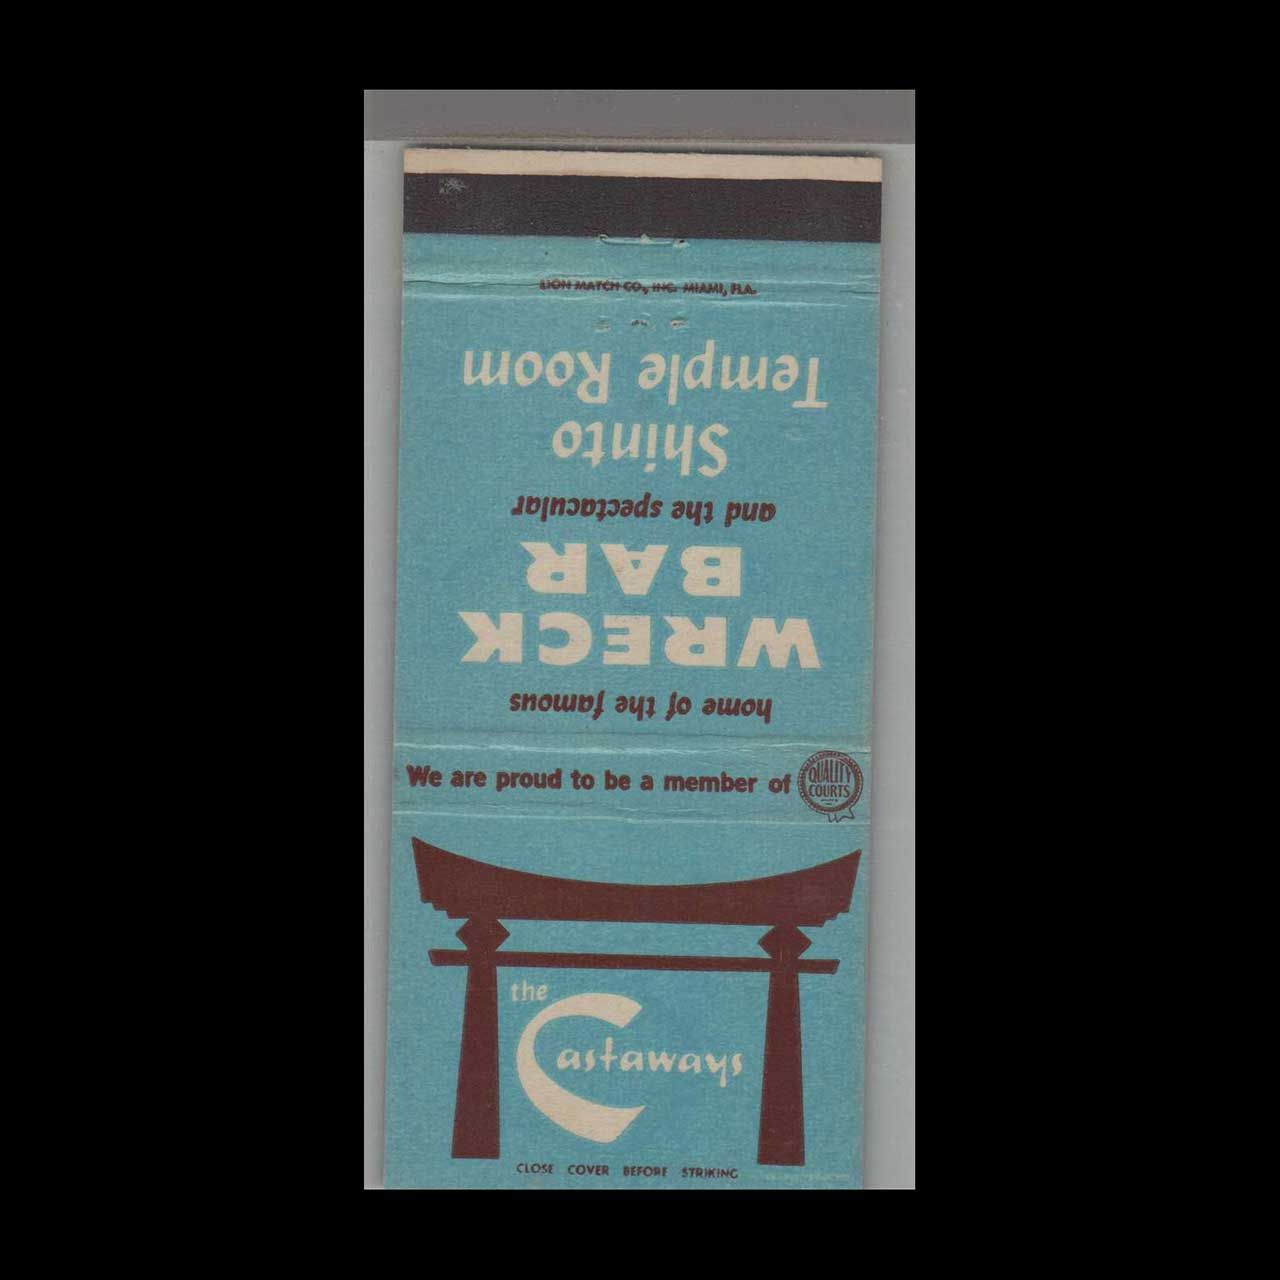 LION MATCH CO., INC. MIAMI, FLA.
home of the famous
WRECK
BAR
and the spectacular
Shinto
Temple Room
We are proud to be a member of
QUALITY
COURTS
the
Castaways
CLOSE COVER BEFORE STRIKING